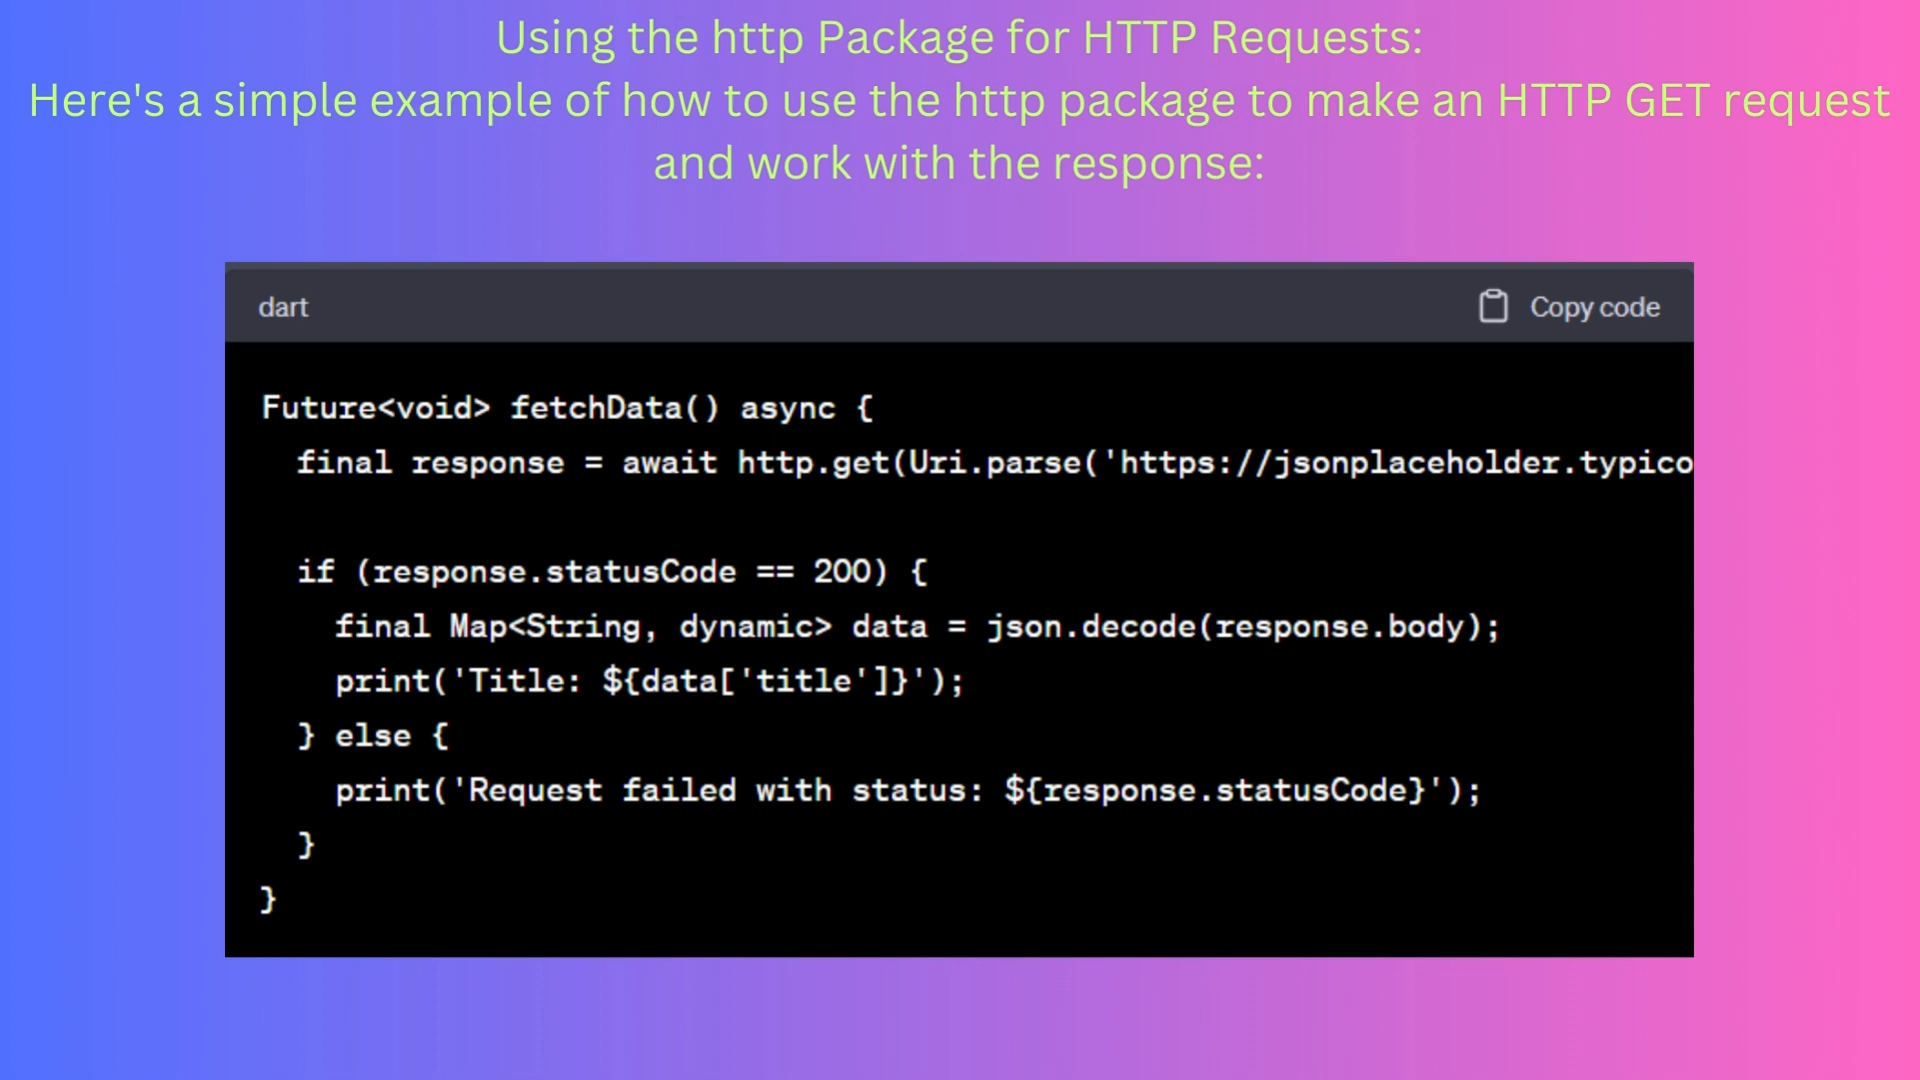 Using the http Package for HTTP Requests:
Here's a simple example of how to use the http package to make an HTTP GET request
and work with the response:
dart
Copy code
Future<void> fetchData() async {
  final response = await http.get(Uri.parse('https://jsonplaceholder.typico
  if (response.statusCode == 200) {
    final Map<String, dynamic> data = json.decode(response.body);
    print('Title: ${data['title']}');
  } else {
    print('Request failed with status: ${response.statusCode}');
  }
}